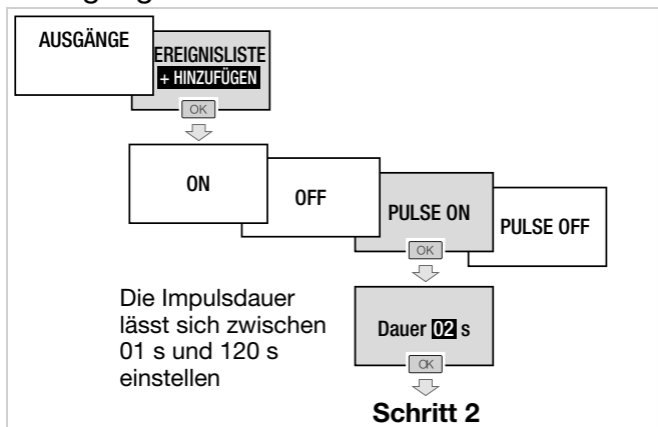 AUSGÄNGE
EREIGNISLISTE
+ HINZUFÜGEN
OK
ON
OFF
PULSE ON
PULSE OFF
OK
Die Impulsdauer
lässt sich zwischen
01 s und 120 s
einstellen
Dauer 02 s
OK
Schritt 2